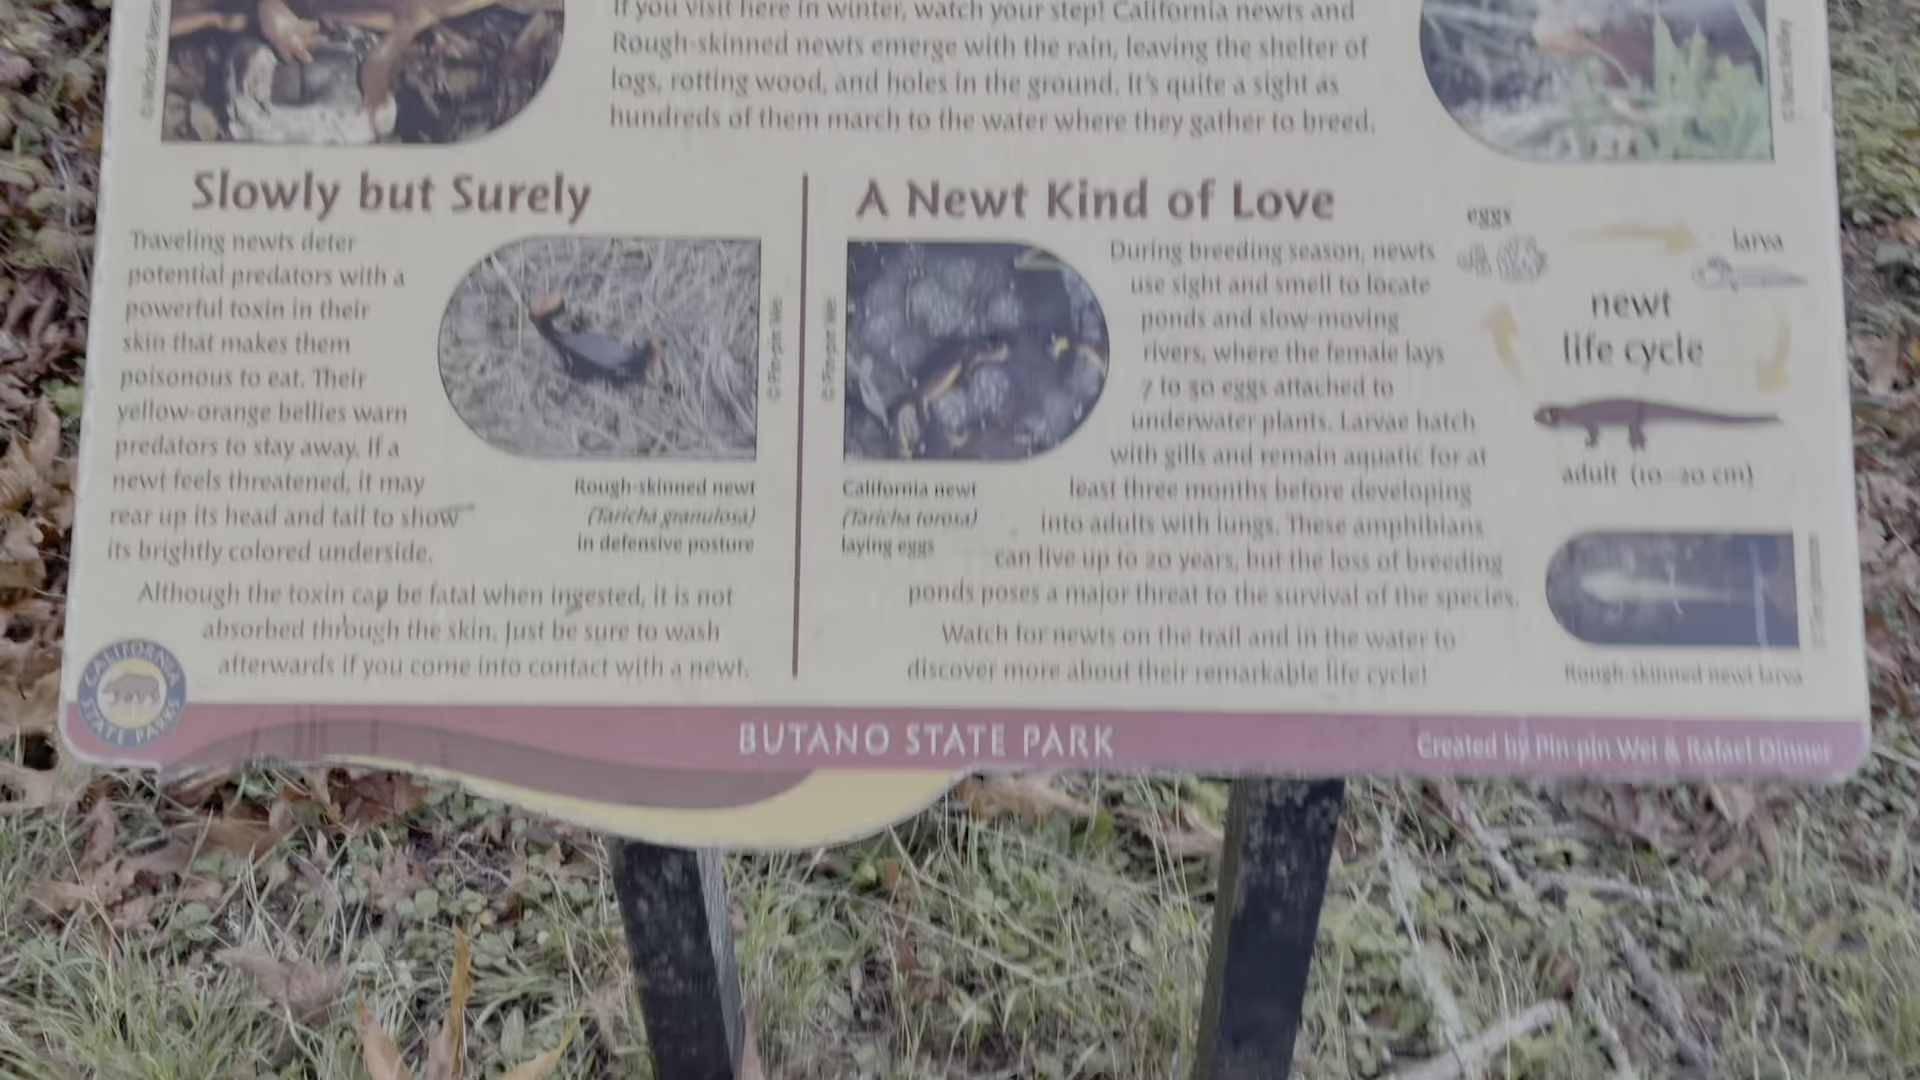 If you visit here in winter, watch your step! California newts and
Rough-skinned newts emerge with the rain, leaving the shelter of
logs, rotting wood, and holes in the ground. It's quite a sight as
hundreds of them march to the water where they gather to breed.
Slowly but Surely
Traveling newts deter
potential predators with a
powerful toxin in their
skin that makes them
poisonous to eat. Their
yellow-orange bellies warn
predators to stay away. If a
newt feels threatened, it may
rear up its head and tail to show
its brightly colored underside.
© Pin-pin Wei
Rough-skinned newt
(Taricha granulosa)
in defensive posture
Although the toxin can be fatal when ingested, it is not
absorbed through the skin. Just be sure to wash
afterwards if you come into contact with a newt.
A Newt Kind of Love
© Pin-pin Wei
California newt
(Taricha torosa)
laying eggs
During breeding season, newts
use sight and smell to locate
ponds and slow-moving
rivers, where the female lays
7 to 30 eggs attached to
underwater plants. Larvae hatch
with gills and remain aquatic for at
least three months before developing
into adults with lungs. These amphibians
can live up to 20 years, but the loss of breeding
ponds poses a major threat to the survival of the species.
Watch for newts on the trail and in the water to
discover more about their remarkable life cycle!
eggs
larva
newt
life cycle
adult (10–20 cm)
Rough-skinned newt larva
CALIFORNIA
STATE PARKS
BUTANO STATE PARK
Created by Pin-pin Wei & Rafael Dinner